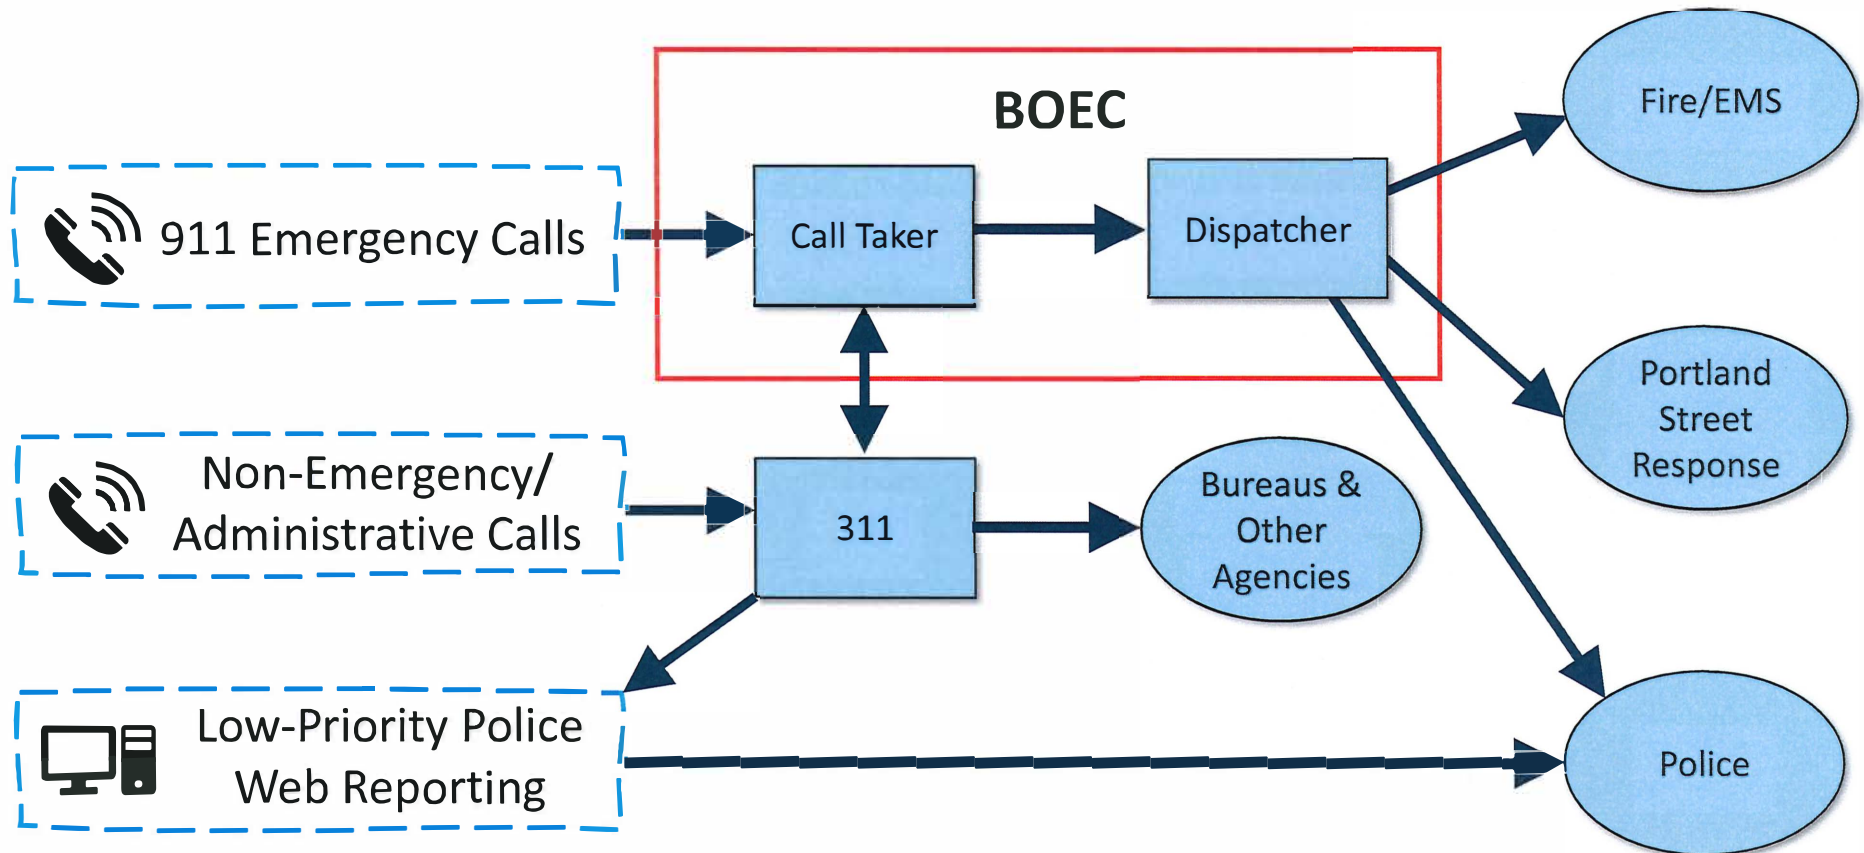 BOEC
Fire/EMS
911 Emergency Calls
Call Taker
Dispatcher
Portland
Street
Response
Non-Emergency/
Administrative Calls
311
Bureaus &
Other
Agencies
Low-Priority Police
Web Reporting
Police